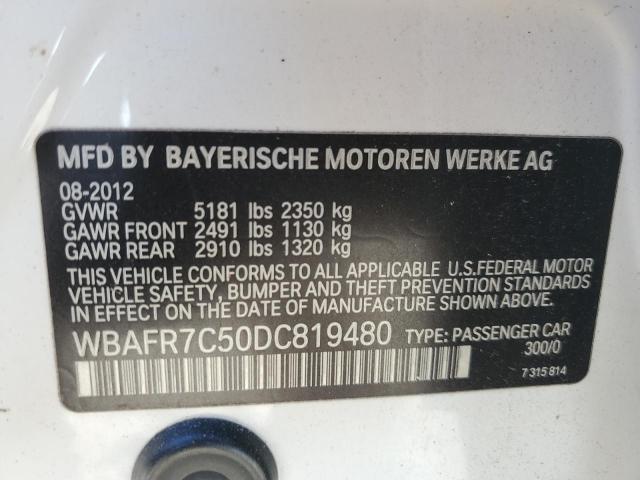 MFD BY BAYERISCHE MOTOREN WERKE AG
08-2012
GVWR 5181 lbs 2350 kg
GAWR FRONT 2491 lbs 1130 kg
GAWR REAR 2910 lbs 1320 kg
THIS VEHICLE CONFORMS TO ALL APPLICABLE U.S.FEDERAL MOTOR
VEHICLE SAFETY, BUMPER AND THEFT PREVENTION STANDARDS
IN EFFECT ON THE DATE OF MANUFACTURE SHOWN ABOVE.
WBAFR7C50DC819480 TYPE: PASSENGER CAR
300/0
7 315 814